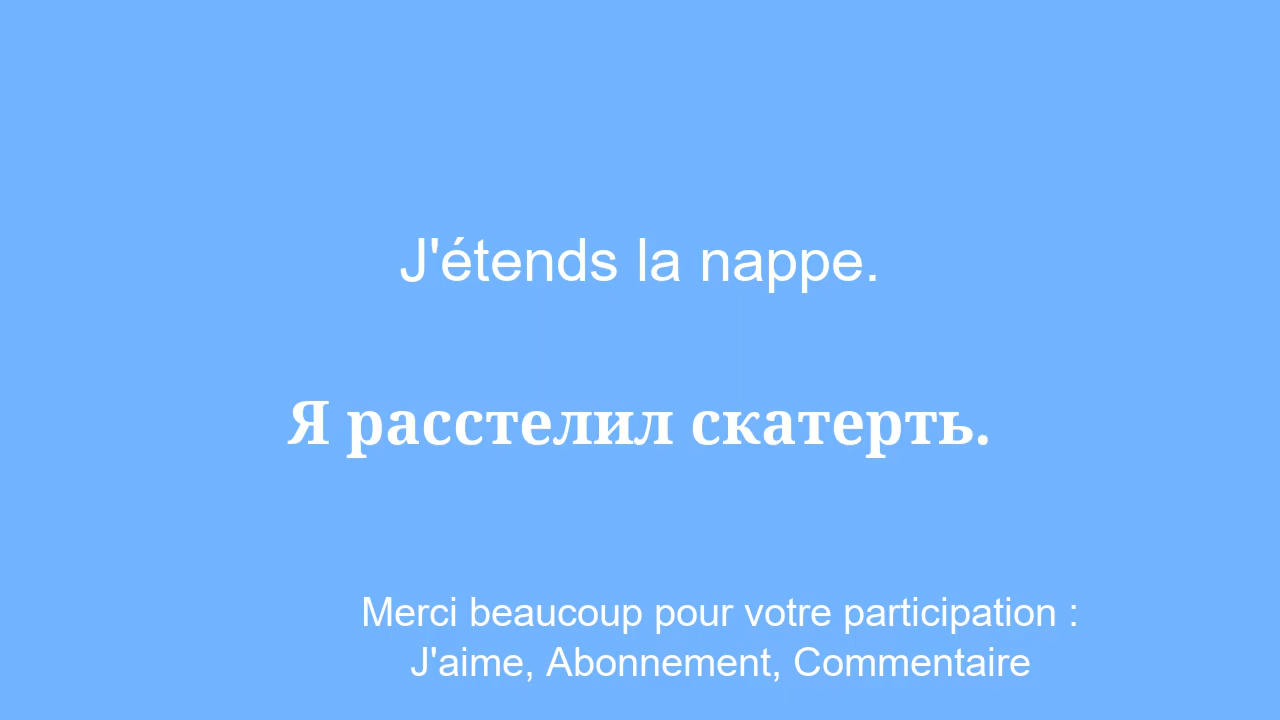 J'étends la nappe.
Я расстелил скатерть.
Merci beaucoup pour votre participation :
J'aime, Abonnement, Commentaire